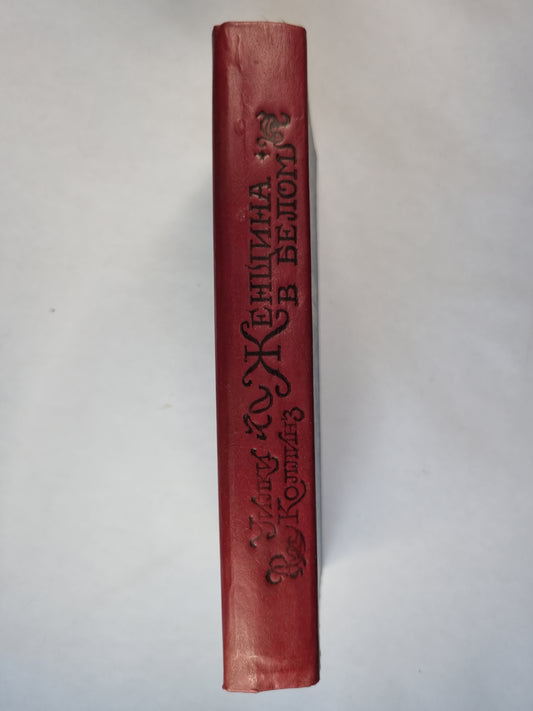 Уилки
Коллинз
Женщина
в белом